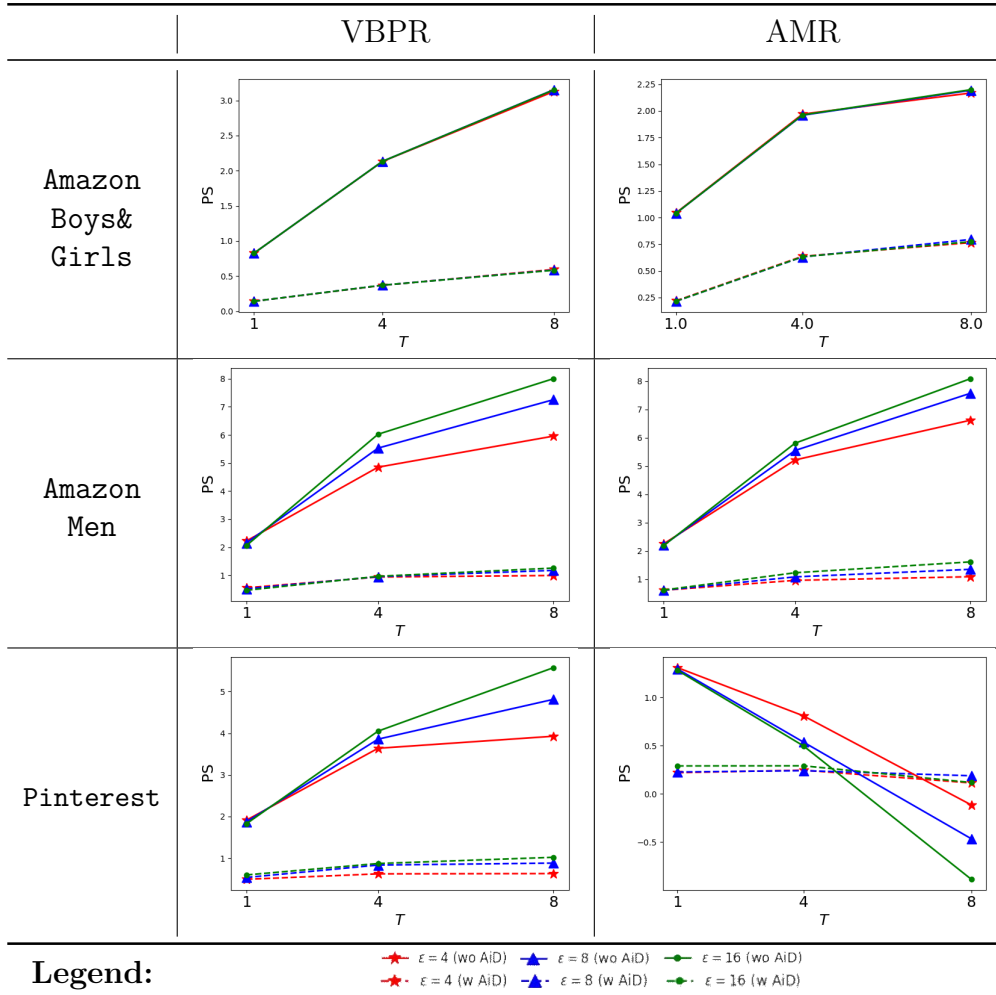 VBPR AMR
Amazon
Boys&
Girls
PS
3.0
2.5
2.0
1.5
1.0
0.5
0.0
1 4 8
T
PS
2.25
2.00
1.75
1.50
1.25
1.00
0.75
0.50
0.25
1.0 4.0 8.0
T
Amazon
Men
PS
8
7
6
5
4
3
2
1
1 4 8
T
PS
8
7
6
5
4
3
2
1
1 4 8
T
Pinterest
PS
5
4
3
2
1
1 4 8
T
PS
1.0
0.5
0.0
−0.5
1 4 8
T
Legend:
ε = 4 (wo AiD) ε = 8 (wo AiD) ε = 16 (wo AiD)
ε = 4 (w AiD) ε = 8 (w AiD) ε = 16 (w AiD)